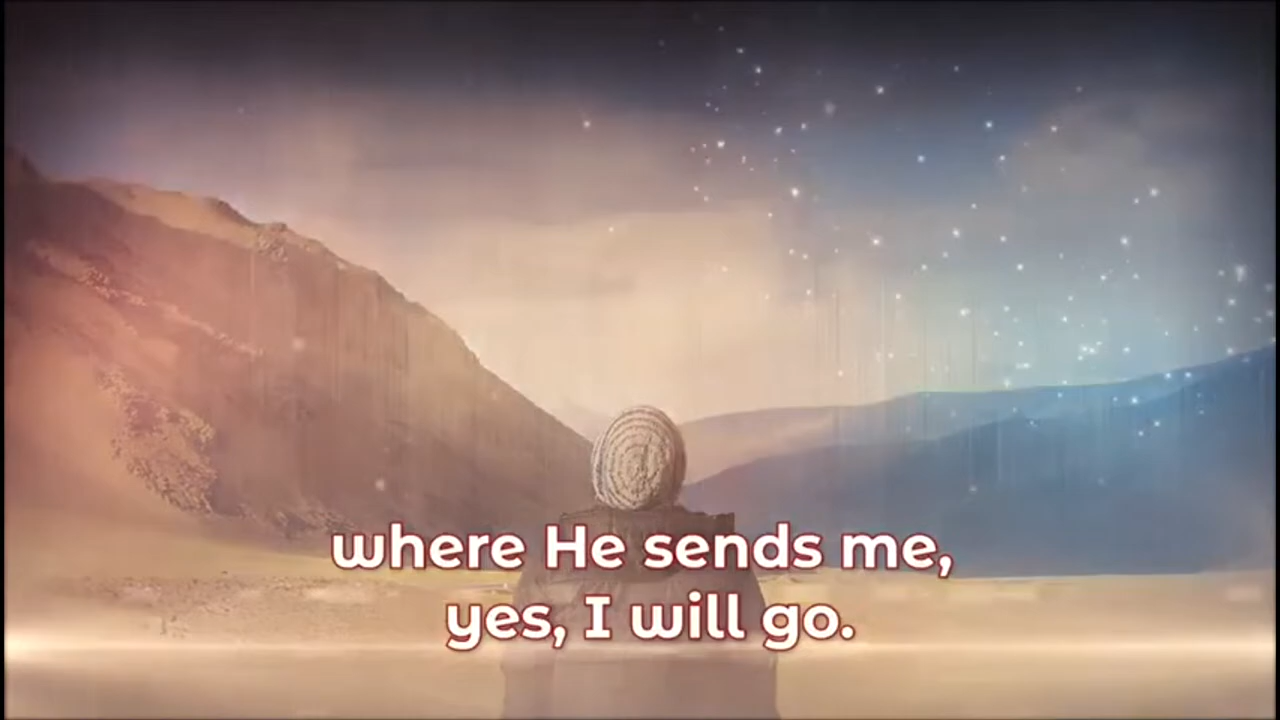 where He sends me,
yes, I will go.